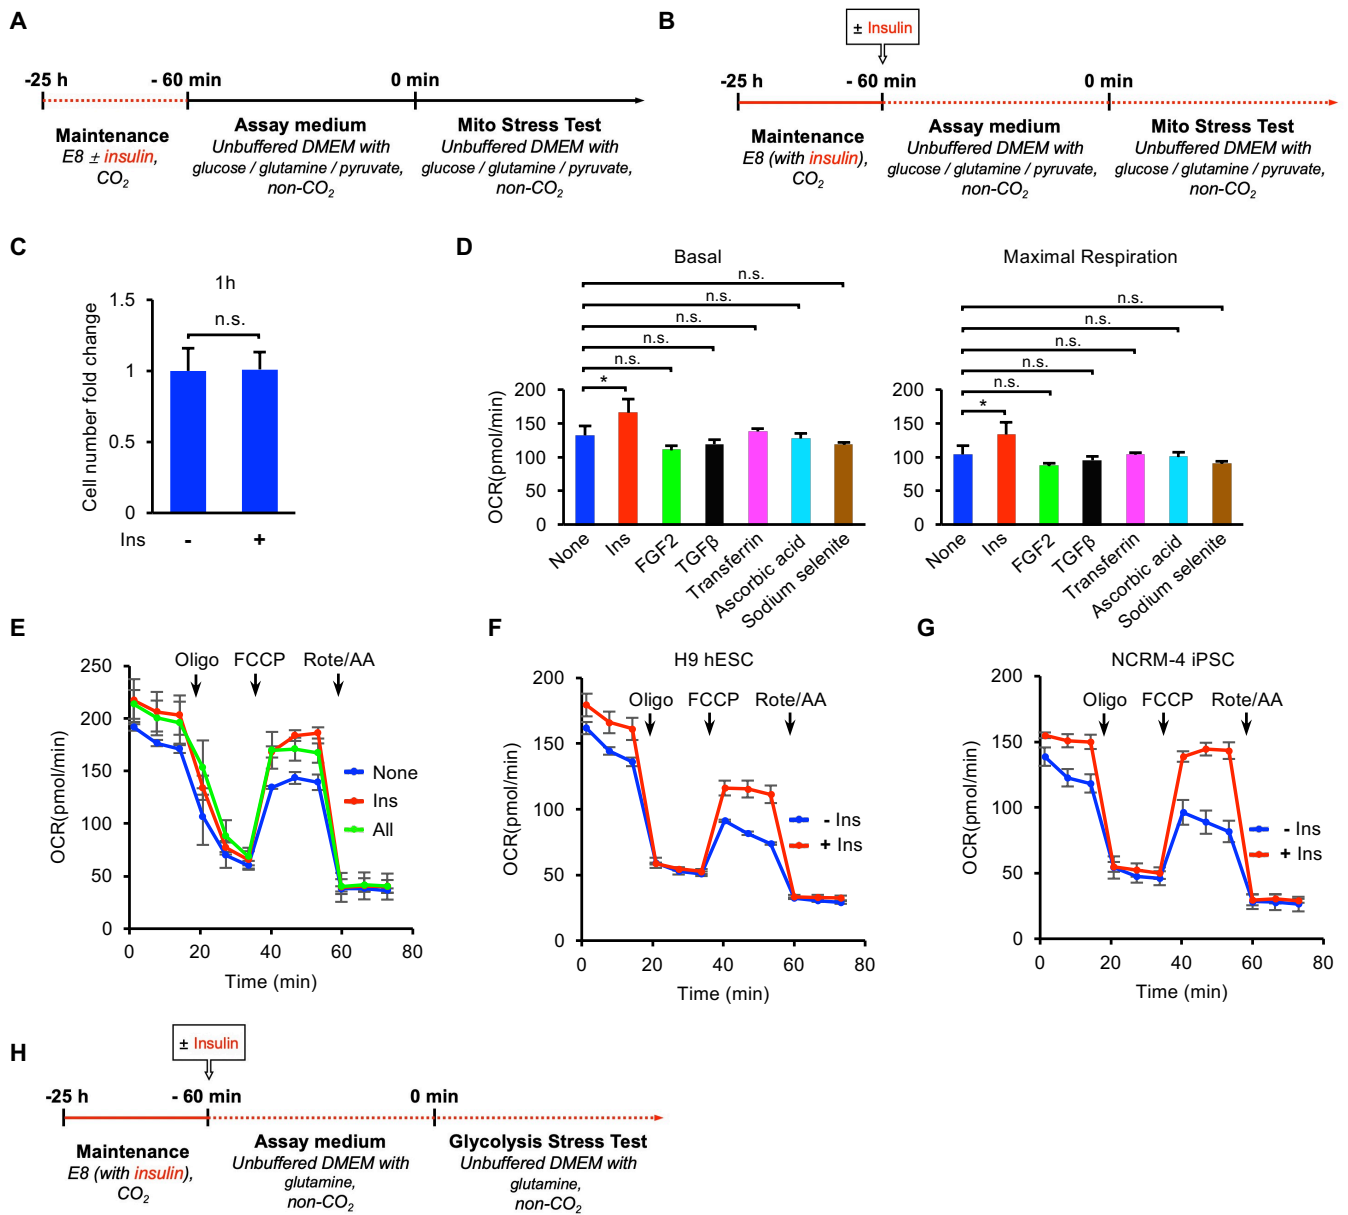 A
-25 h
- 60 min
0 min
Maintenance
E8 ± insulin,
CO2
Assay medium
Unbuffered DMEM with
glucose / glutamine / pyruvate,
non-CO2
Mito Stress Test
Unbuffered DMEM with
glucose / glutamine / pyruvate,
non-CO2
B
± Insulin
-25 h
- 60 min
0 min
Maintenance
E8 (with insulin),
CO2
Assay medium
Unbuffered DMEM with
glucose / glutamine / pyruvate,
non-CO2
Mito Stress Test
Unbuffered DMEM with
glucose / glutamine / pyruvate,
non-CO2
C
1h
n.s.
Cell number fold change
1.5
1
0.5
0
Ins
-
+
D
Basal
n.s.
n.s.
n.s.
n.s.
n.s.
*
OCR(pmol/min)
200
150
100
50
0
None
Ins
FGF2
TGFβ
Transferrin
Ascorbic acid
Sodium selenite
Maximal Respiration
n.s.
n.s.
n.s.
n.s.
n.s.
*
200
150
100
50
0
None
Ins
FGF2
TGFβ
Transferrin
Ascorbic acid
Sodium selenite
E
Oligo
FCCP
Rote/AA
OCR(pmol/min)
250
200
150
100
50
0
None
Ins
All
0
20
40
60
80
Time (min)
F
H9 hESC
Oligo
FCCP
Rote/AA
OCR(pmol/min)
200
150
100
50
0
- Ins
+ Ins
0
20
40
60
80
Time (min)
G
NCRM-4 iPSC
Oligo
FCCP
Rote/AA
OCR(pmol/min)
200
150
100
50
0
- Ins
+ Ins
0
20
40
60
80
Time (min)
H
± Insulin
-25 h
- 60 min
0 min
Maintenance
E8 (with insulin),
CO2
Assay medium
Unbuffered DMEM with
glutamine,
non-CO2
Glycolysis Stress Test
Unbuffered DMEM with
glutamine,
non-CO2